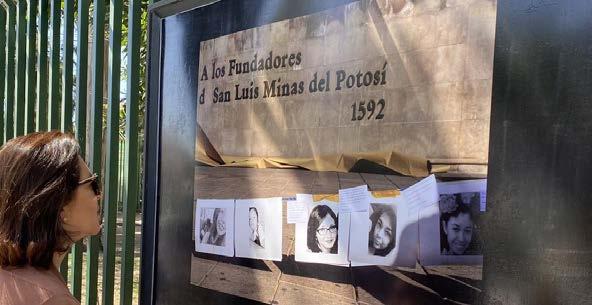 A los Fundadores
d San Luis Minas del Potosí
1592